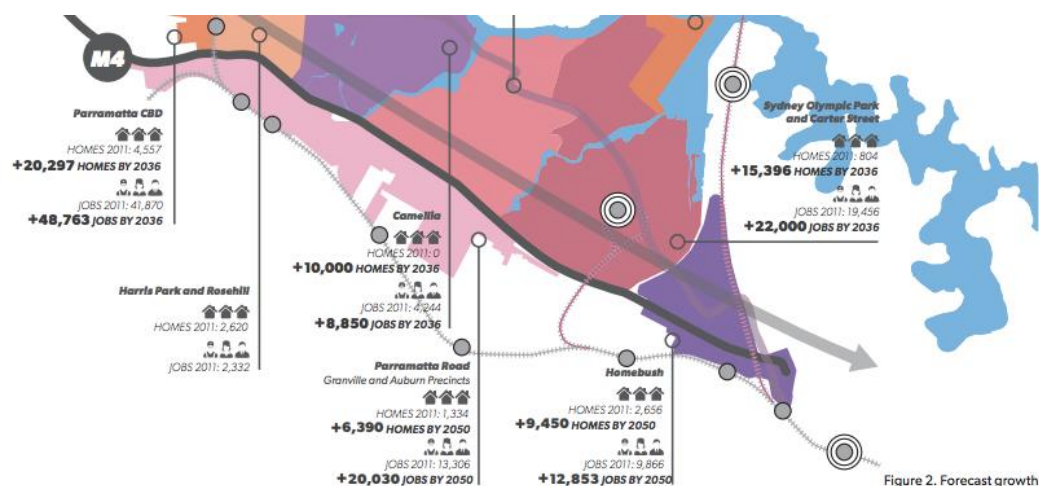 M4
Parramatta CBD
HOMES 2011: 4,557
+20,297 HOMES BY 2036
JOBS 2011: 41,870
+48,763 JOBS BY 2036
Harris Park and Rosehill
HOMES 2011: 2,620
JOBS 2011: 2,332
Camellia
HOMES 2011: 0
+10,000 HOMES BY 2036
JOBS 2011: 4,244
+8,850 JOBS BY 2036
Parramatta Road
Granville and Auburn Precincts
HOMES 2011: 1,334
+6,390 HOMES BY 2050
JOBS 2011: 13,306
+20,030 JOBS BY 2050
Homebush
HOMES 2011: 2,656
+9,450 HOMES BY 2050
JOBS 2011: 9,866
+12,853 JOBS BY 2050
Sydney Olympic Park
and Carter Street
HOMES 2011: 804
+15,396 HOMES BY 2036
JOBS 2011: 19,456
+22,000 JOBS BY 2036
Figure 2. Forecast growth